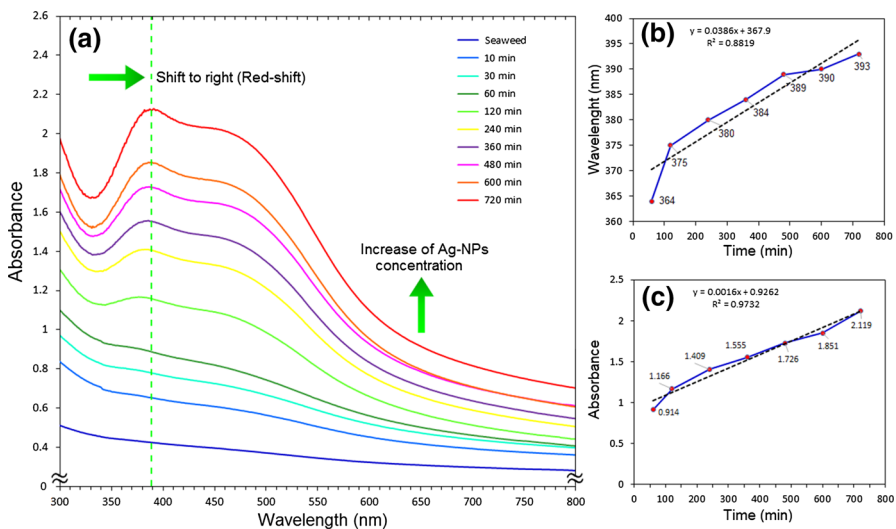 (a)
Shift to right (Red-shift)
Seaweed
10 min
30 min
60 min
120 min
240 min
360 min
480 min
600 min
720 min
Increase of Ag-NPs
concentration
2.6
2.4
2.2
2
1.8
1.6
1.4
1.2
1
0.8
0.6
0.4
0.2
Absorbance
300 350 400 450 500 550 600 650 700 750 800
Wavelength (nm)
(b)
y = 0.0386x + 367.9
R² = 0.8819
400
395
390
385
380
375
370
365
360
Wavelenght (nm)
364
375
380
384
389
390
393
0 100 200 300 400 500 600 700 800
Time (min)
(c)
y = 0.0016x + 0.9262
R² = 0.9732
2.5
2
1.5
1
0.5
0
Absorbance
0.914
1.166
1.409
1.555
1.726
1.851
2.119
0 100 200 300 400 500 600 700 800
Time (min)